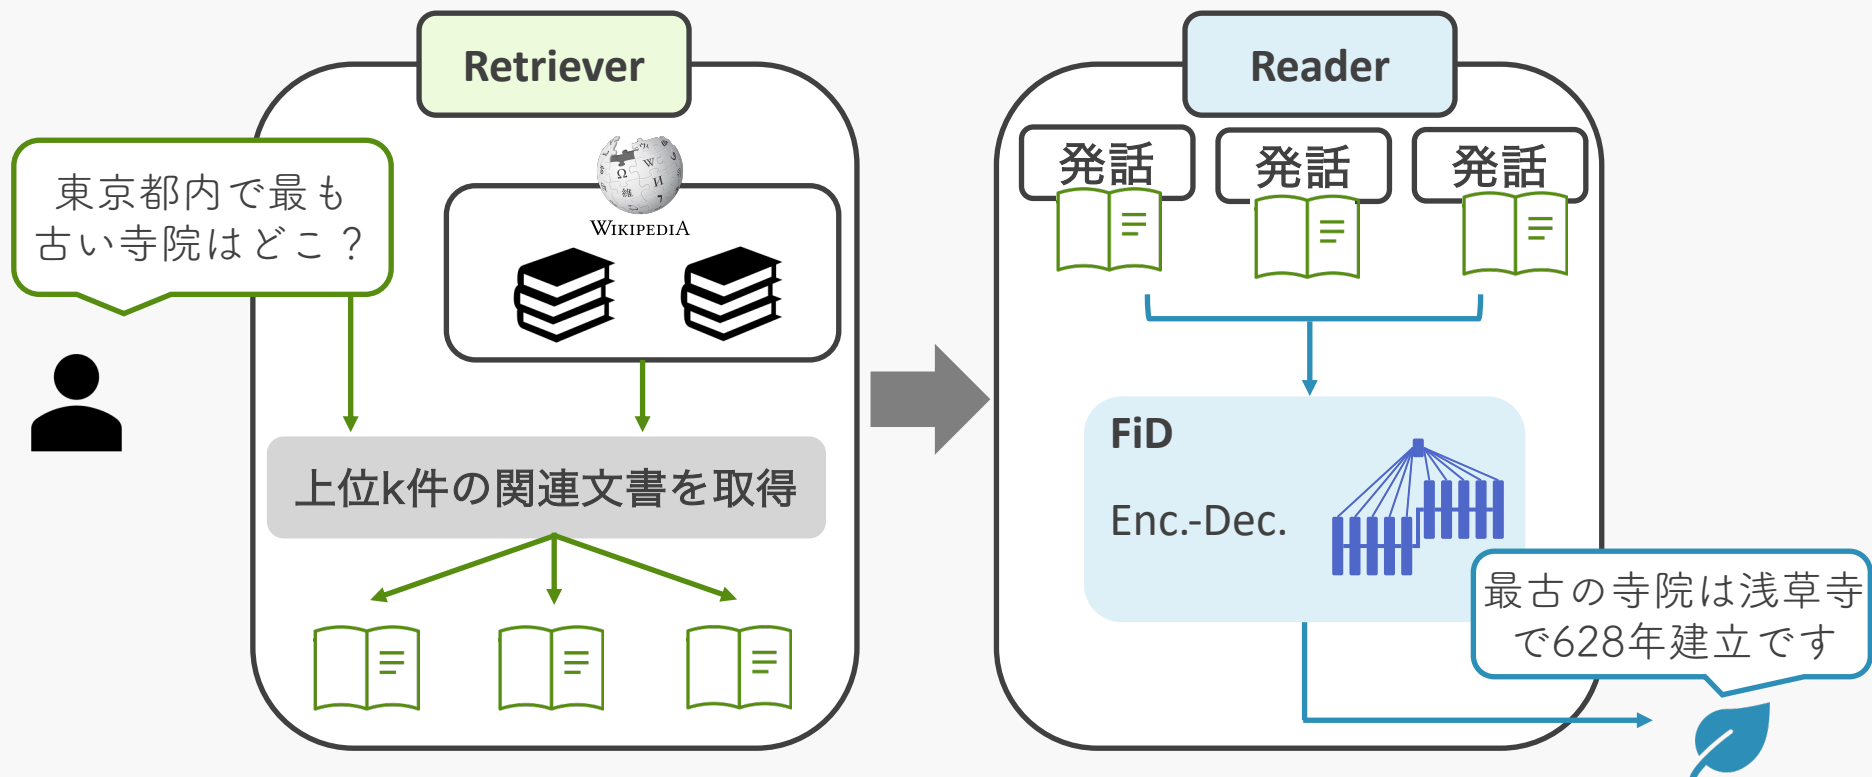 Retriever
東京都内で最も
古い寺院はどこ？
WIKIPEDIA
上位k件の関連文書を取得
Reader
発話
発話
発話
FiD
Enc.-Dec.
最古の寺院は浅草寺
で628年建立です